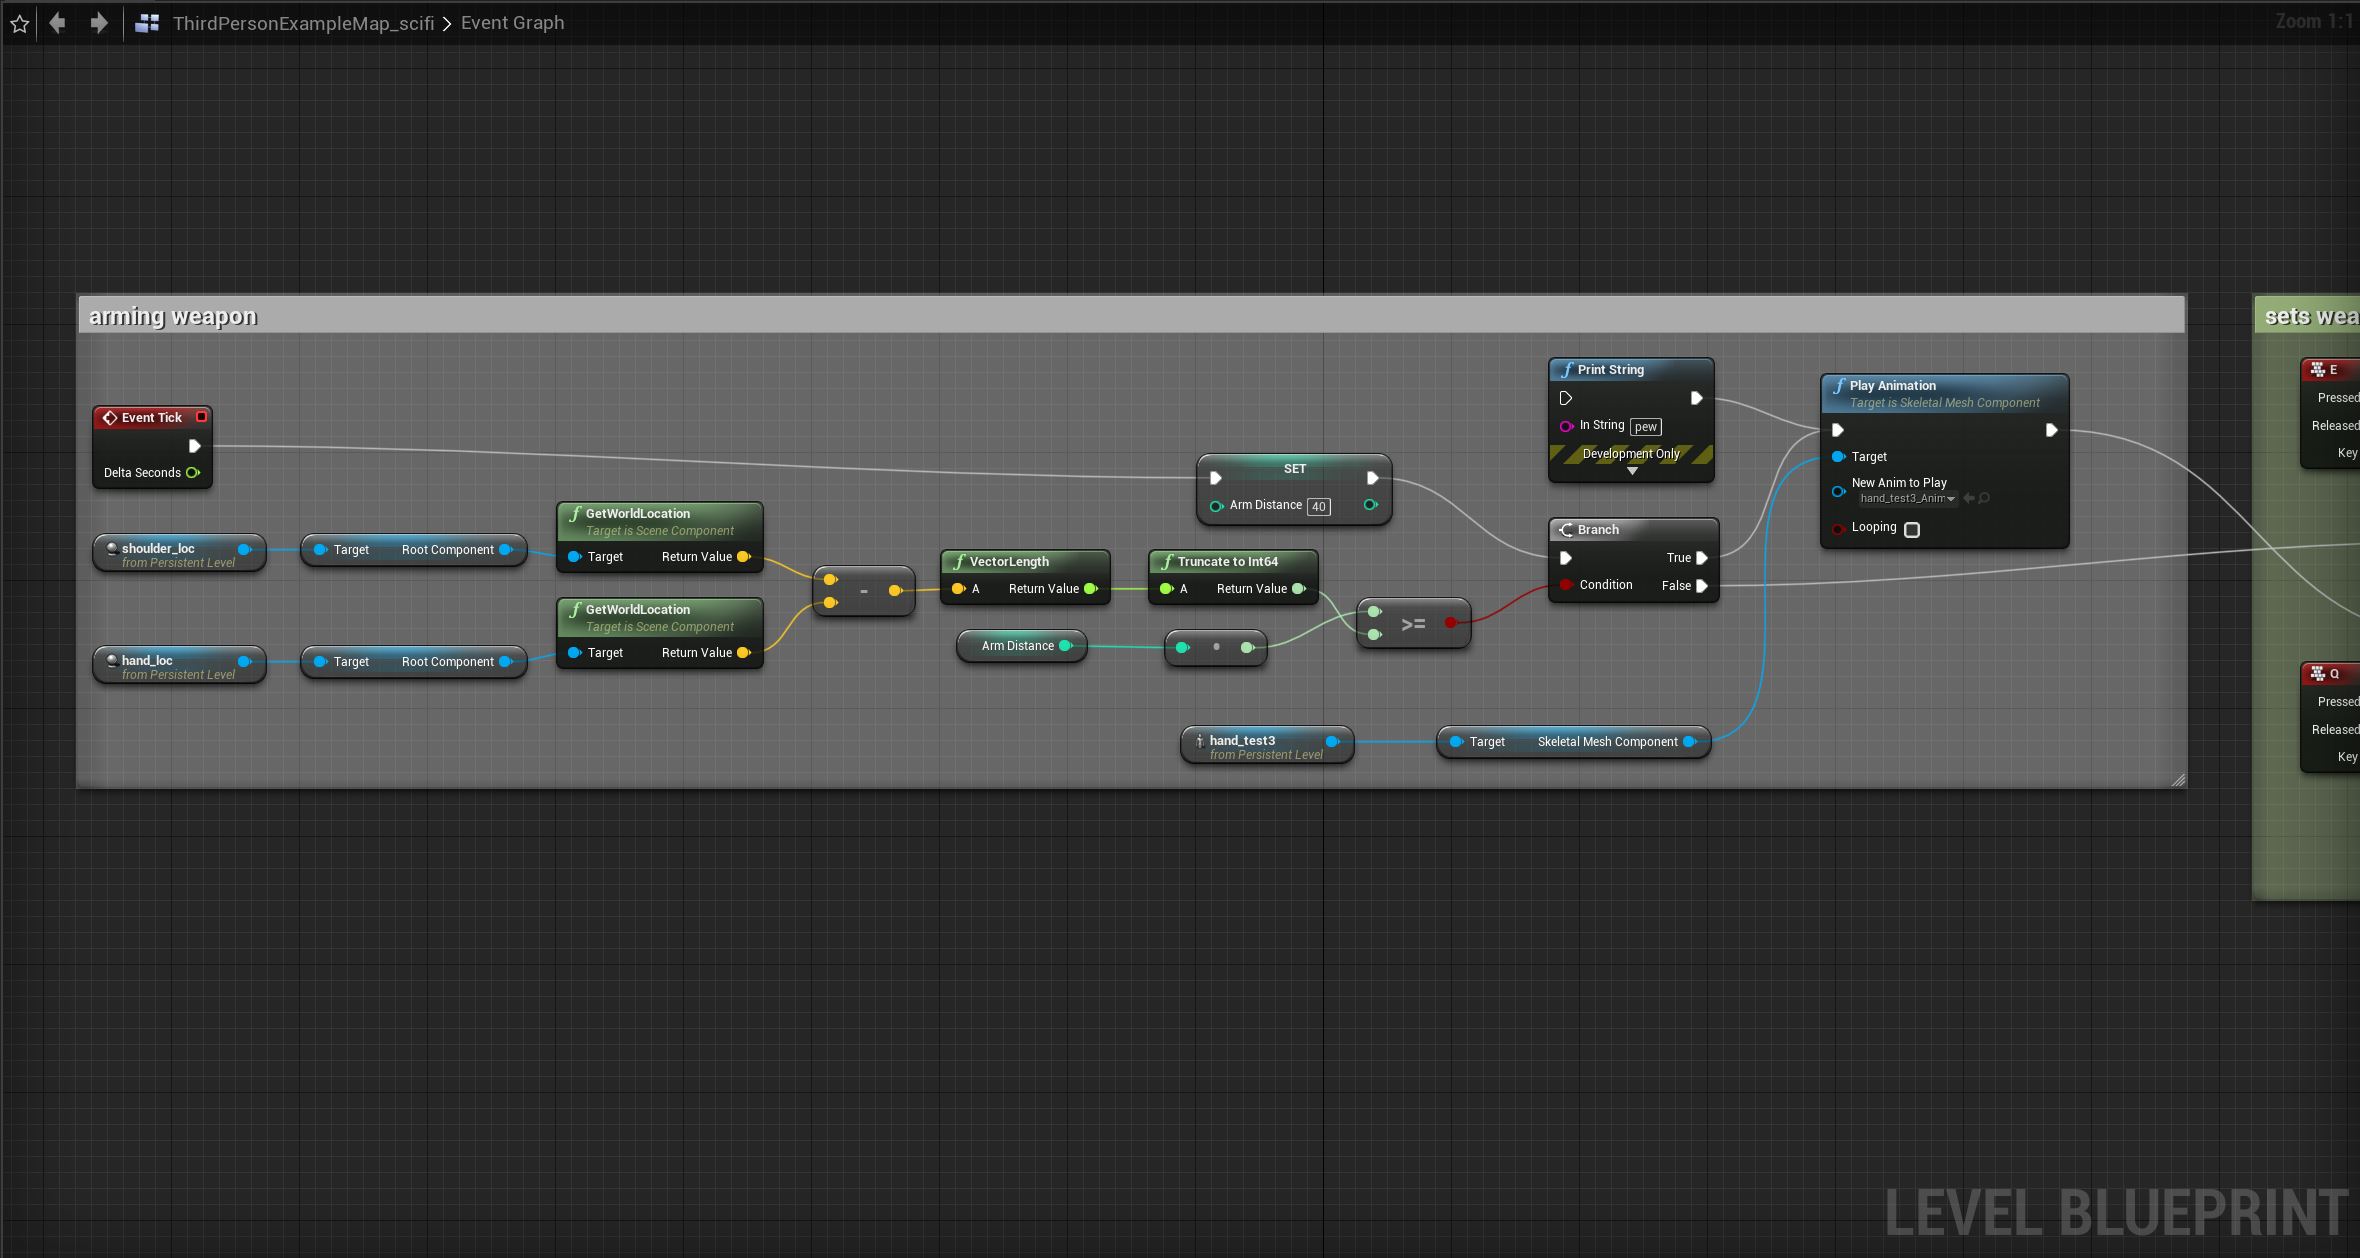 ThirdPersonExampleMap_scifi > Event Graph
Zoom 1:1
arming weapon
sets wea
Event Tick
Delta Seconds
shoulder_loc
from Persistent Level
Target Root Component
GetWorldLocation
Target is Scene Component
Target Return Value
hand_loc
from Persistent Level
Target Root Component
GetWorldLocation
Target is Scene Component
Target Return Value
-
VectorLength
A Return Value
Truncate to Int64
A Return Value
Arm Distance
>=
SET
Arm Distance 40
Print String
In String pew
Development Only
Branch
True
Condition False
hand_test3
from Persistent Level
Target Skeletal Mesh Component
Play Animation
Target is Skeletal Mesh Component
Target
New Anim to Play
hand_test3_Anim
Looping
E
Pressed
Released
Key
Q
Pressed
Released
Key
LEVEL BLUEPRINT